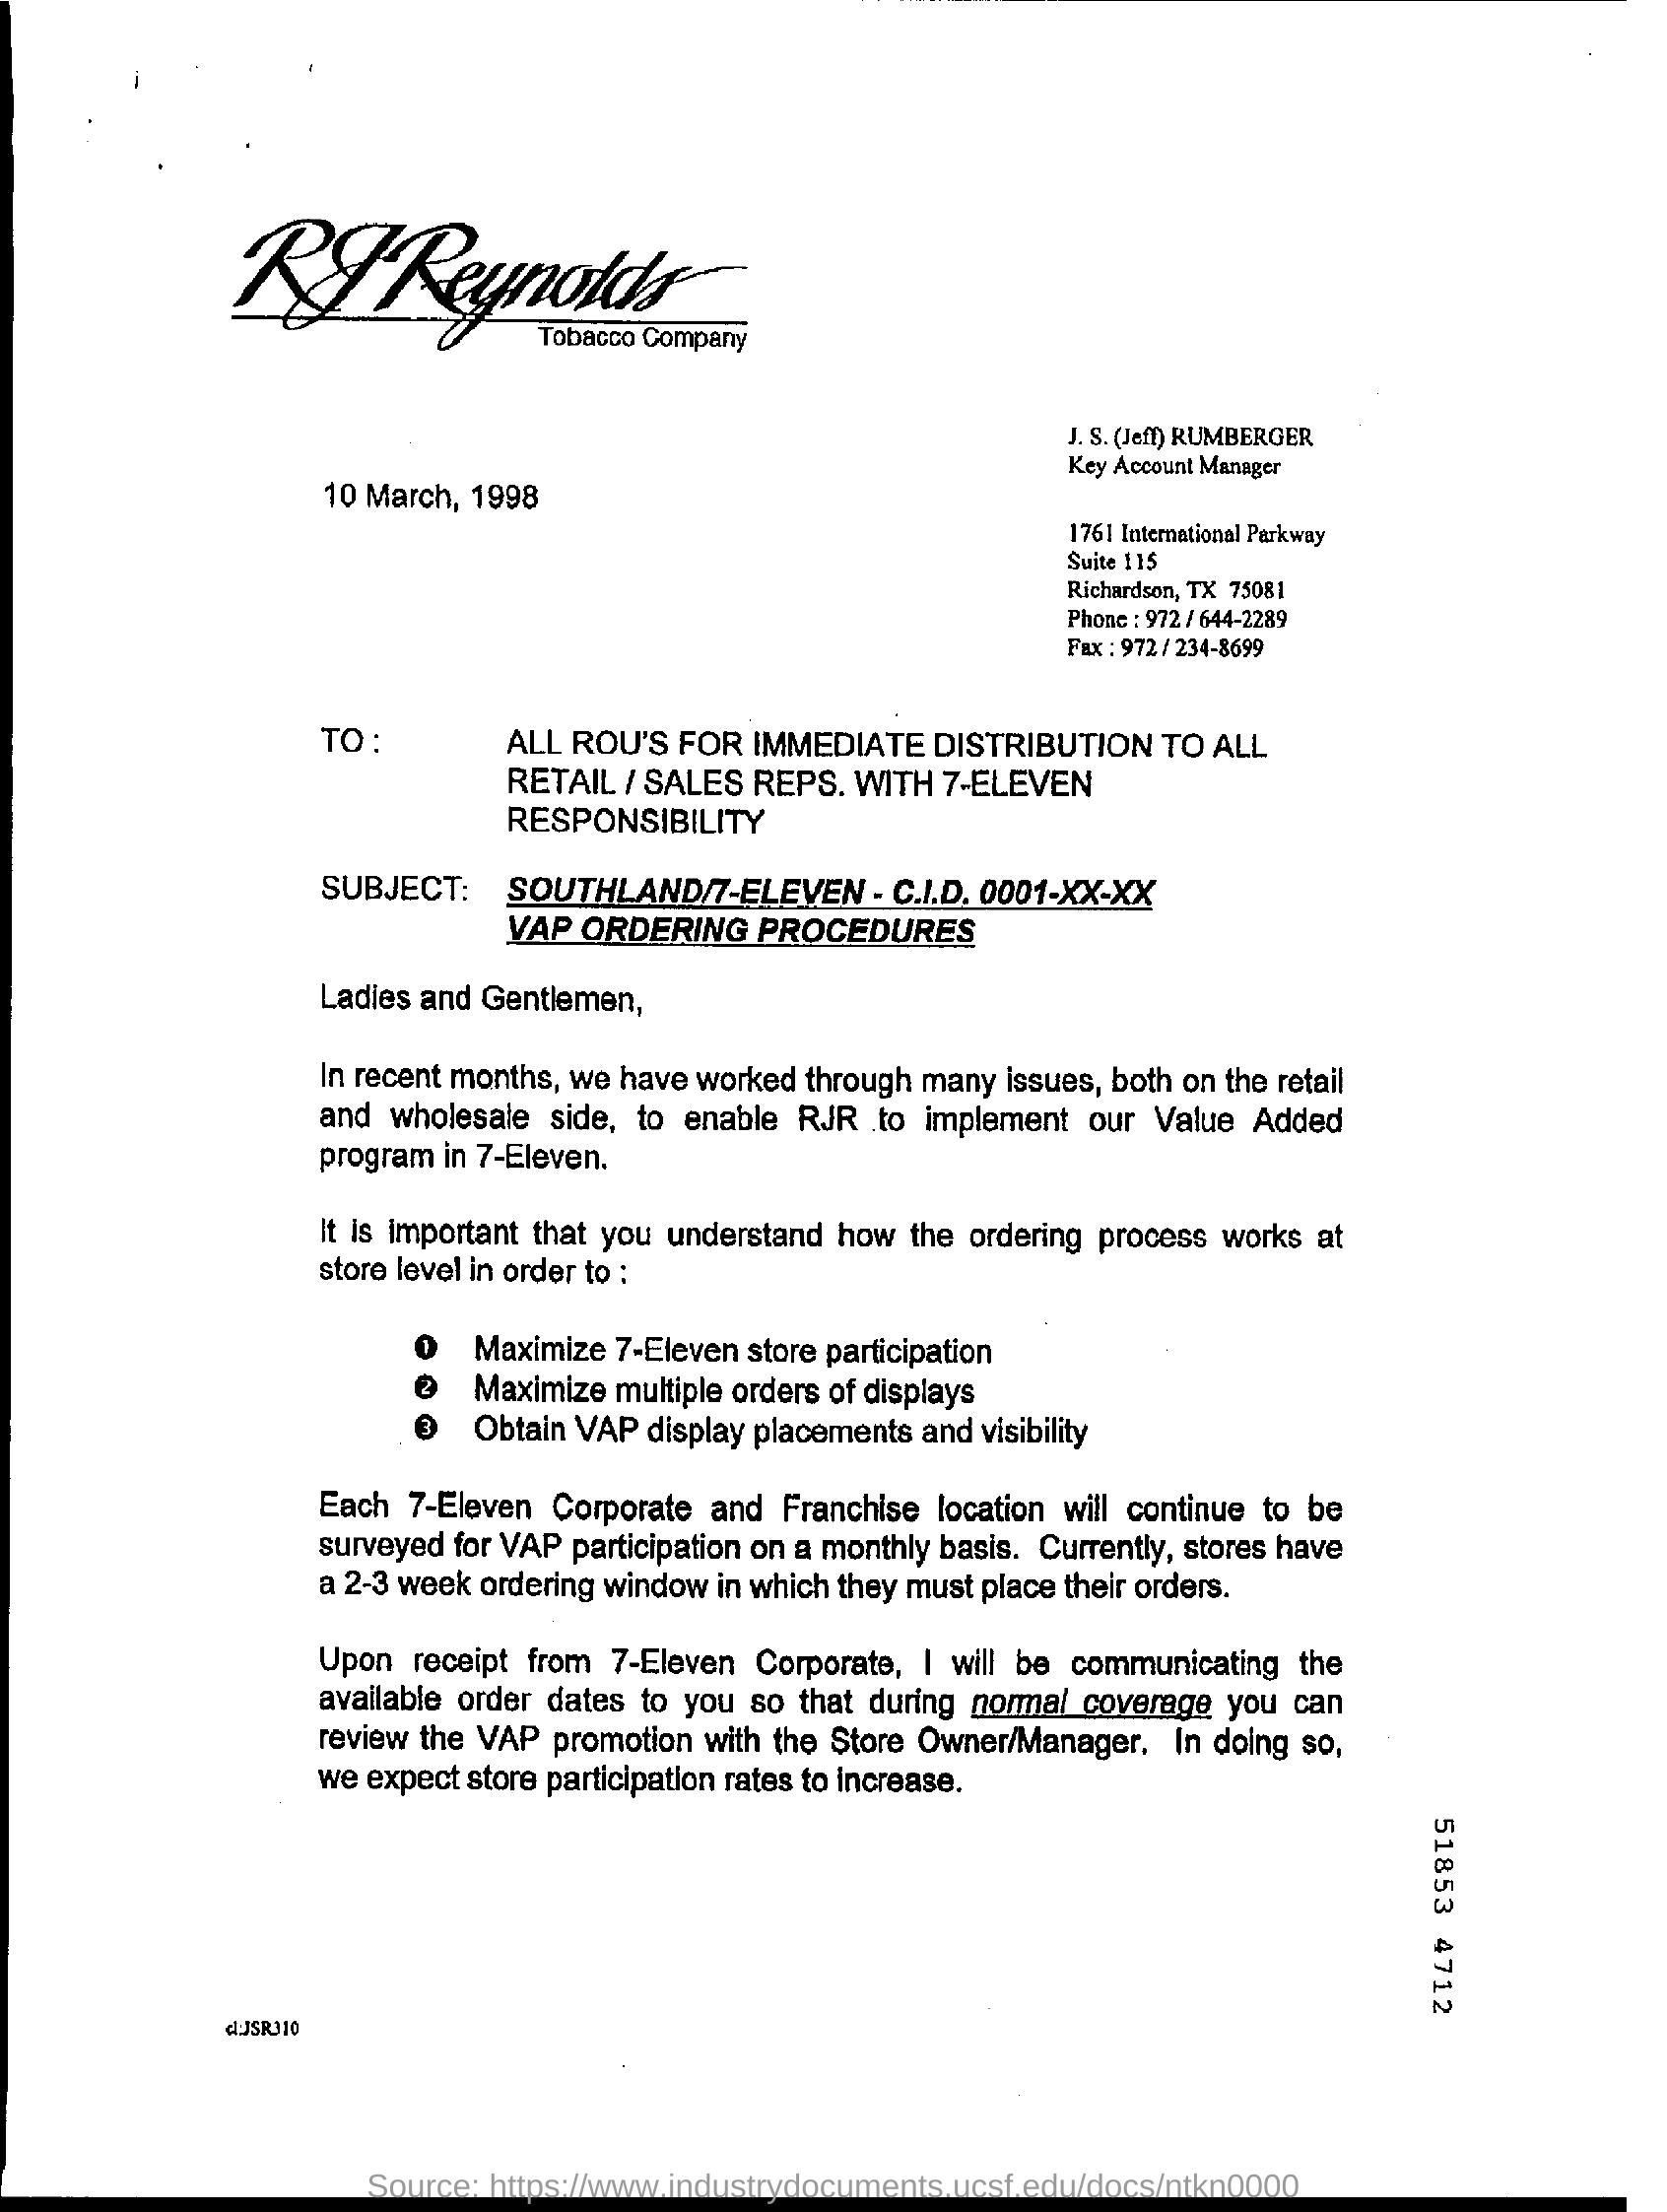 RJReynolds
Tobacco Company
J. S. (Jeff) RUMBERGER
Key Account Manager
10 March, 1998
1761 International Parkway
Suite 115
Richardson, TX 75081
Phone : 972 / 644-2289
Fax : 972 / 234-8699
TO : ALL ROU'S FOR IMMEDIATE DISTRIBUTION TO ALL
RETAIL / SALES REPS. WITH 7-ELEVEN
RESPONSIBILITY
SUBJECT: SOUTHLAND/7-ELEVEN - C.I.D. 0001-XX-XX
VAP ORDERING PROCEDURES
Ladies and Gentlemen,
In recent months, we have worked through many issues, both on the retail
and wholesale side, to enable RJR to implement our Value Added
program in 7-Eleven.
It is important that you understand how the ordering process works at
store level in order to :
❶ Maximize 7-Eleven store participation
❷ Maximize multiple orders of displays
❸ Obtain VAP display placements and visibility
Each 7-Eleven Corporate and Franchise location will continue to be
surveyed for VAP participation on a monthly basis. Currently, stores have
a 2-3 week ordering window in which they must place their orders.
Upon receipt from 7-Eleven Corporate, I will be communicating the
available order dates to you so that during normal coverage you can
review the VAP promotion with the Store Owner/Manager. In doing so,
we expect store participation rates to increase.
51853 4712
d:JSR310
Source: https://www.industrydocuments.ucsf.edu/docs/ntkn0000